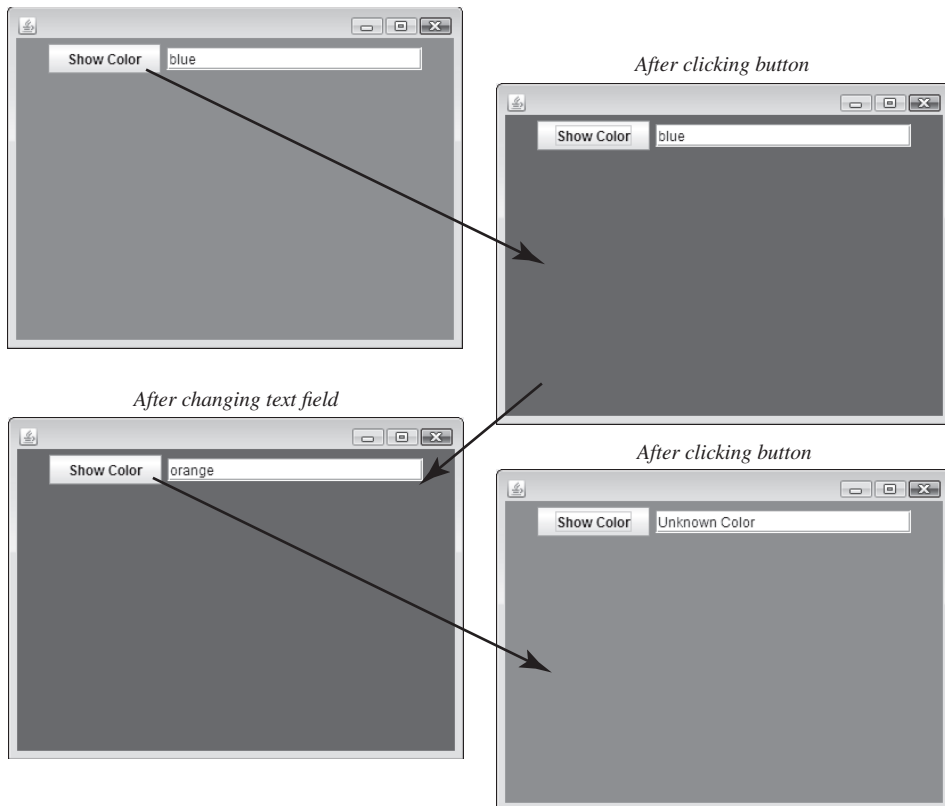 Show Color blue
After clicking button
Show Color blue
After changing text field
Show Color orange
After clicking button
Show Color Unknown Color